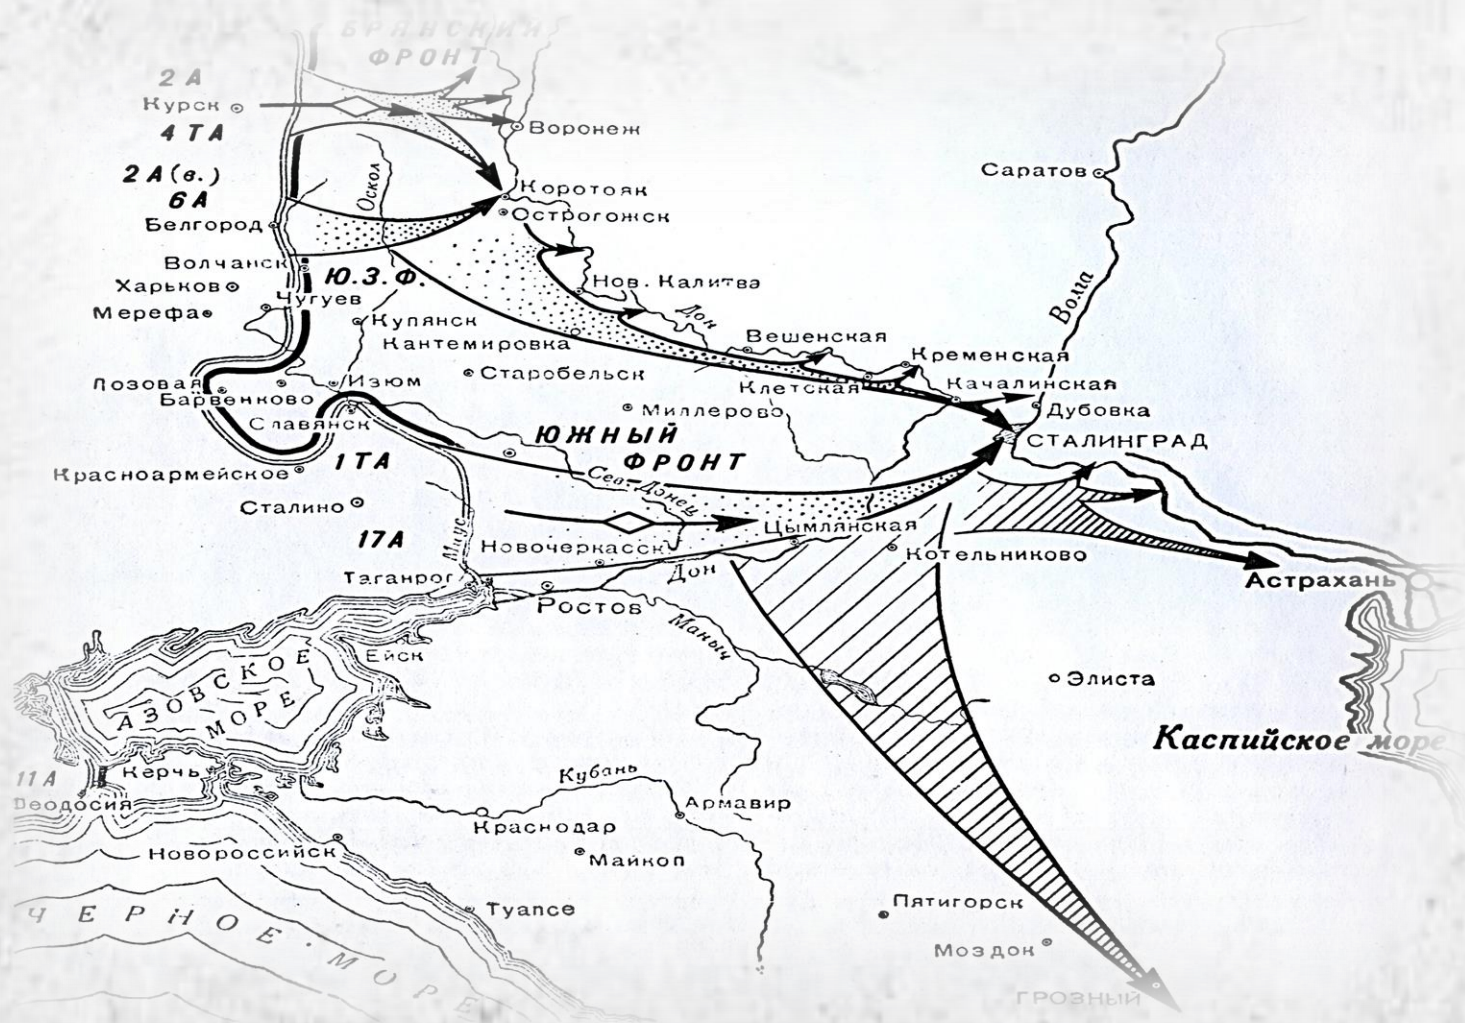 БРЯНСКИЙ
ФРОНТ
2 А
Курск
4 ТА
Воронеж
2 А (в.)
6 А
Оскол
Коротояк
Острогожск
Белгород
Волчанск
Ю.З.Ф.
Харьков
Чугуев
Мерефа
Купянск
Кантемировка
Нов. Калитва
Дон
Вешенская
Саратов
Волга
Кременская
Лозовая
Барвенково
Изюм
Старобельск
Клетская
Качалинская
Миллерово
Дубовка
Славянск
ЮЖНЫЙ
ФРОНТ
СТАЛИНГРАД
1 ТА
Красноармейское
Сев. Донец
Сталино
17 А
Миус
Цымлянская
Новочеркасск
Котельниково
Таганрог
Дон
Ростов
Астрахань
Маныч
Ейск
АЗОВСКОЕ
МОРЕ
Элиста
Каспийское море
11 А
Керчь
Феодосия
Кубань
Армавир
Краснодар
Новороссийск
Майкоп
Туапсе
Пятигорск
ЧЕРНОЕ МОРЕ
Моздок
ГРОЗНЫЙ